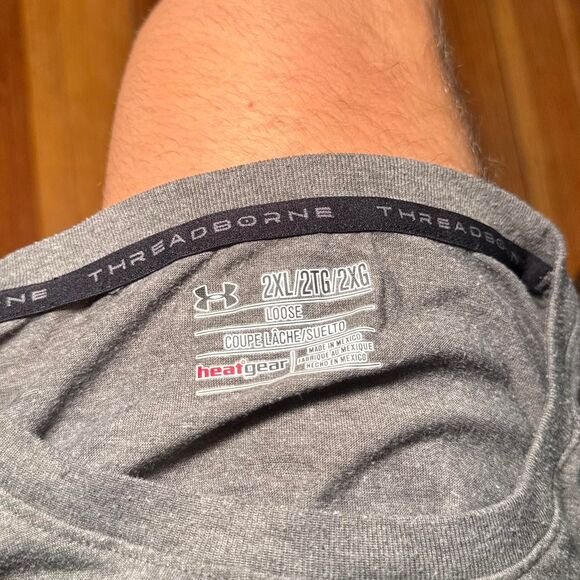 NE THREADBORNE THREADBORNE
2XL/2TG/2XG
LOOSE
COUPE LÂCHE/SUELTO
heatgear
MADE IN MEXICO
FABRIQUÉ AU MEXIQUE
HECHO EN MÉXICO